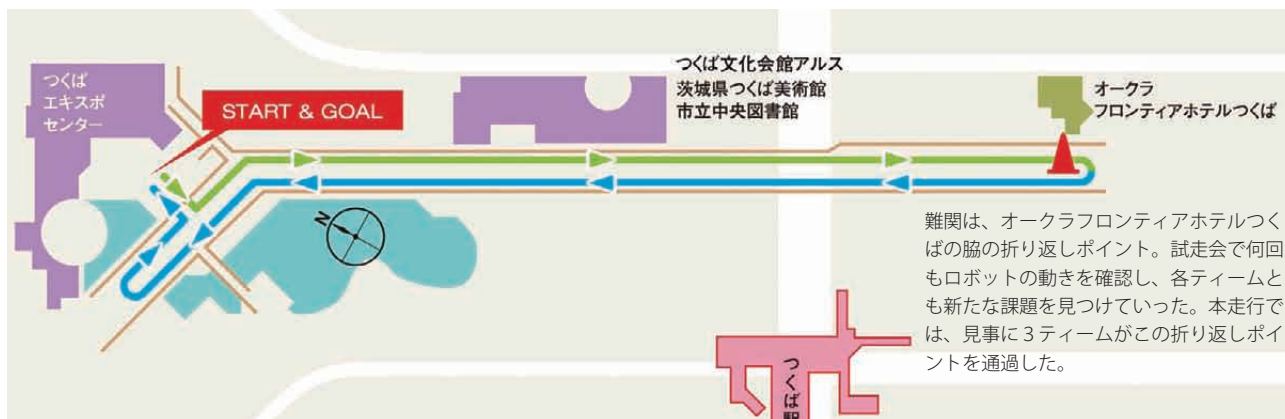 つくば
エキスポ
センター
START & GOAL
つくば文化会館アルス
茨城県つくば美術館
市立中央図書館
オークラ
フロンティアホテルつくば
N
難関は、オークラフロンティアホテルつく
ばの脇の折り返しポイント。試走会で何回
もロボットの動きを確認し、各ティームと
も新たな課題を見つけていった。本走行で
は、見事に３ティームがこの折り返しポイ
ントを通過した。
つくば駅